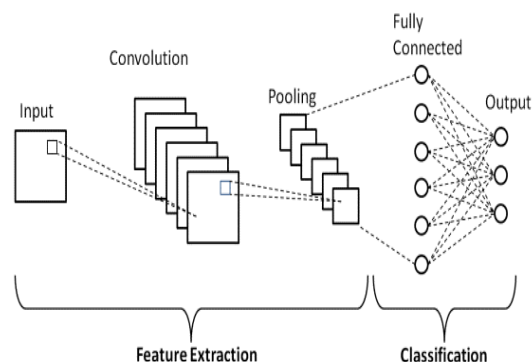 Input
Convolution
Pooling
Fully
Connected
Output
Feature Extraction
Classification